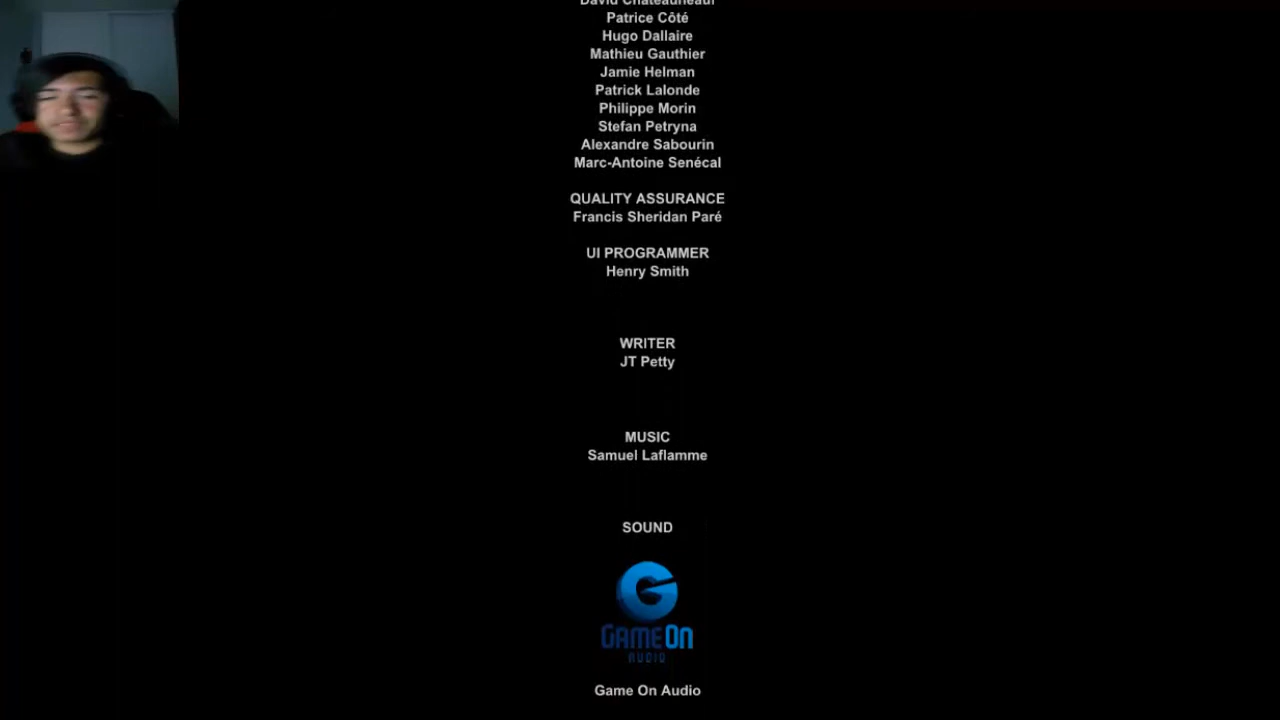 David Châteauneuf
Patrice Côté
Hugo Dallaire
Mathieu Gauthier
Jamie Helman
Patrick Lalonde
Philippe Morin
Stefan Petryna
Alexandre Sabourin
Marc-Antoine Senécal
QUALITY ASSURANCE
Francis Sheridan Paré
UI PROGRAMMER
Henry Smith
WRITER
JT Petty
MUSIC
Samuel Laflamme
SOUND
GAMEON
AUDIO
Game On Audio